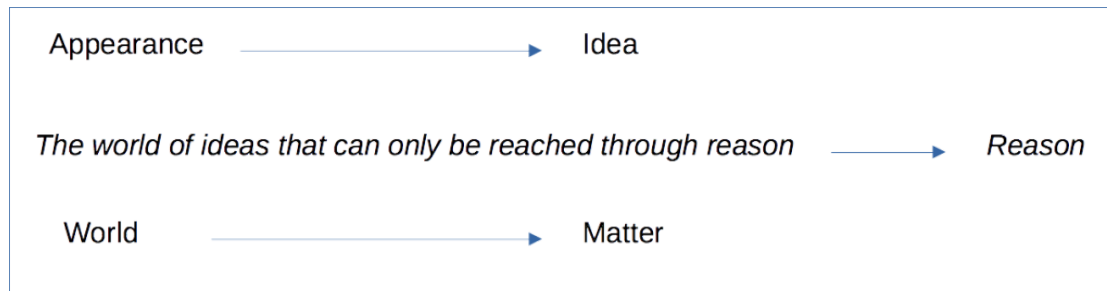 Appearance Idea
The world of ideas that can only be reached through reason Reason
World Matter